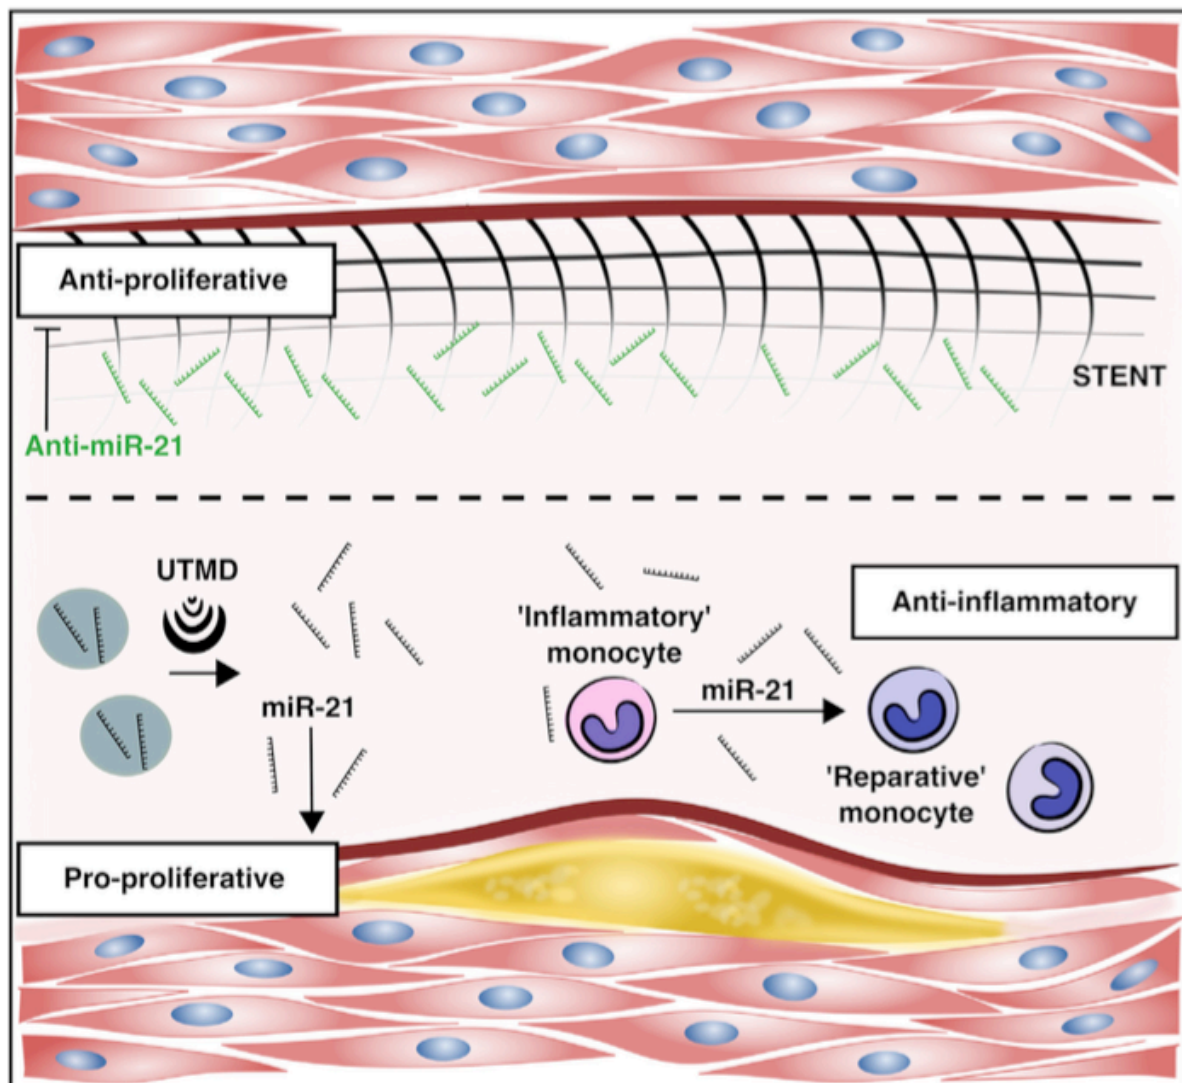 Anti-proliferative
STENT
Anti-miR-21
UTMD
miR-21
'Inflammatory'
monocyte
miR-21
Anti-inflammatory
'Reparative'
monocyte
Pro-proliferative